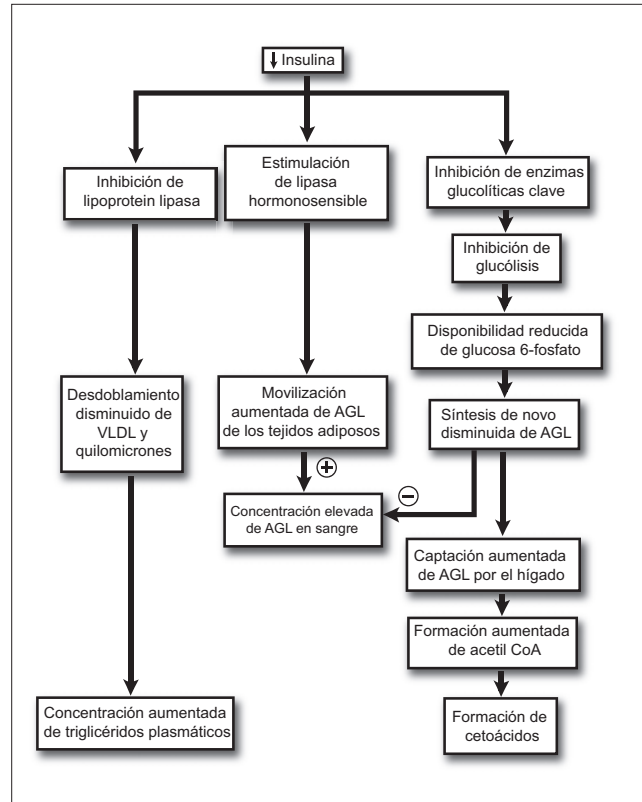 ↓ Insulina
Inhibición de
lipoprotein lipasa
Estimulación
de lipasa
hormonosensible
Inhibición de enzimas
glucolíticas clave
Inhibición de
glucólisis
Disponibilidad reducida
de glucosa 6-fosfato
Desdoblamiento
disminuido de
VLDL y
quilomicrones
Movilización
aumentada de AGL
de los tejidos adiposos
Síntesis de novo
disminuida de AGL
+
−
Concentración elevada
de AGL en sangre
Captación aumentada
de AGL por el hígado
Formación aumentada
de acetil CoA
Concentración aumentada
de triglicéridos plasmáticos
Formación de
cetoácidos